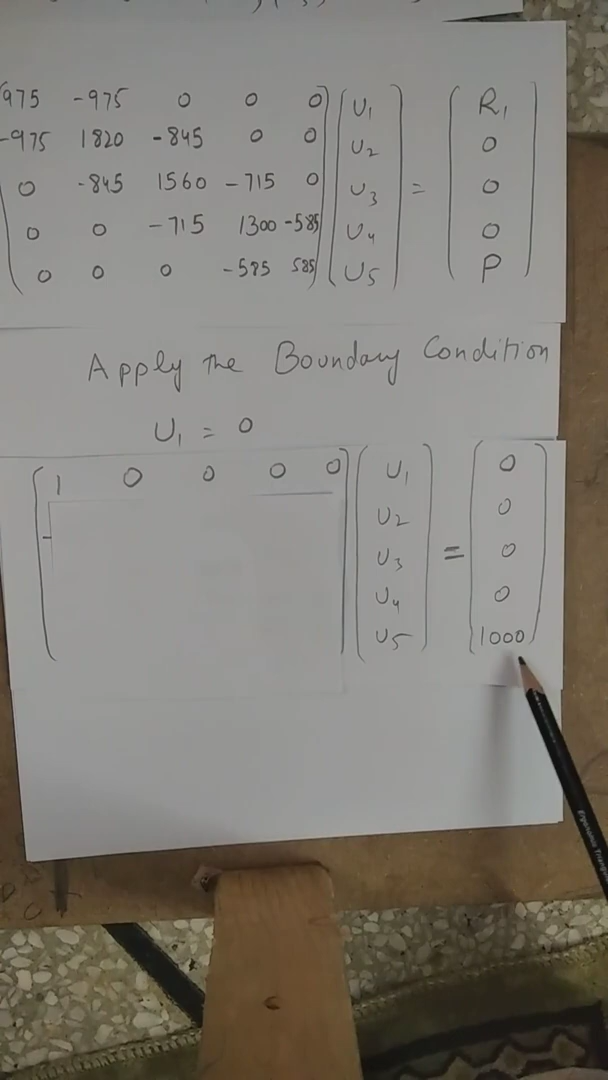 975 -975 0 0 0 U₁ R₁
-975 1820 -845 0 0 U₂ 0
0 -845 1560 -715 0 U₃ = 0
0 0 -715 1300 -585 U₄ 0
0 0 0 -585 585 U₅ P
Apply the Boundary Condition
U₁ = 0
1 0 0 0 0 U₁ 0
- U₂ 0
U₃ = 0
U₄ 0
U₅ 1000